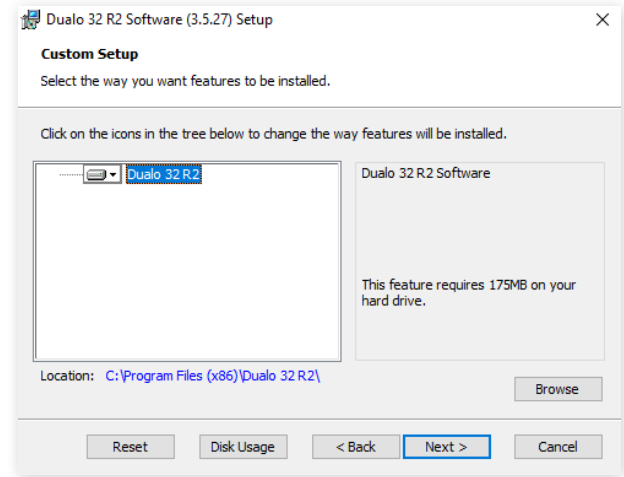 Dualo 32 R2 Software (3.5.27) Setup
Custom Setup
Select the way you want features to be installed.
Click on the icons in the tree below to change the way features will be installed.
Dualo 32 R2
Dualo 32 R2 Software
This feature requires 175MB on your
hard drive.
Location: C:\Program Files (x86)\Dualo 32 R2\
Browse
Reset Disk Usage < Back Next > Cancel